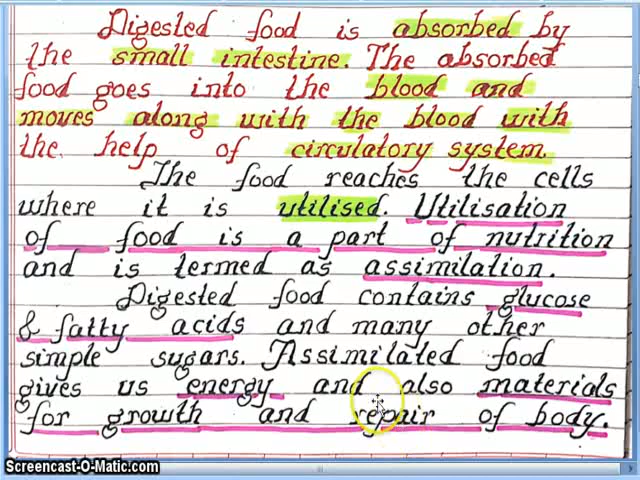 Digested food is absorbed by
the small intestine. The absorbed
food goes into the blood and
moves along with the blood with
the help of circulatory system.
The food reaches the cells
where it is utilised. Utilisation
of food is a part of nutrition
and is termed as assimilation.
Digested food contains glucose
& fatty acids and many other
simple sugars. Assimilated food
gives us energy and also materials
for growth and repair of body.
Screencast-O-Matic.com